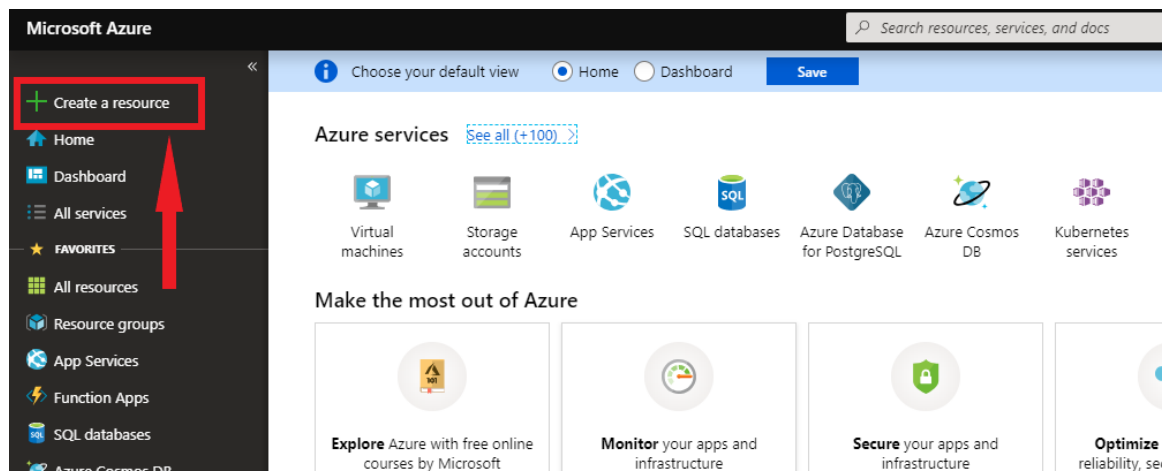 Microsoft Azure
Search resources, services, and docs
«
Create a resource
Home
Dashboard
All services
FAVORITES
All resources
Resource groups
App Services
Function Apps
SQL databases
Azure Cosmos DB
Choose your default view
Home
Dashboard
Save
Azure services
See all (+100) >
SQL
Virtual
machines
Storage
accounts
App Services
SQL databases
Azure Database
for PostgreSQL
Azure Cosmos
DB
Kubernetes
services
Make the most out of Azure
101
Explore Azure with free online
courses by Microsoft
Monitor your apps and
infrastructure
Secure your apps and
infrastructure
Optimize
reliability, se